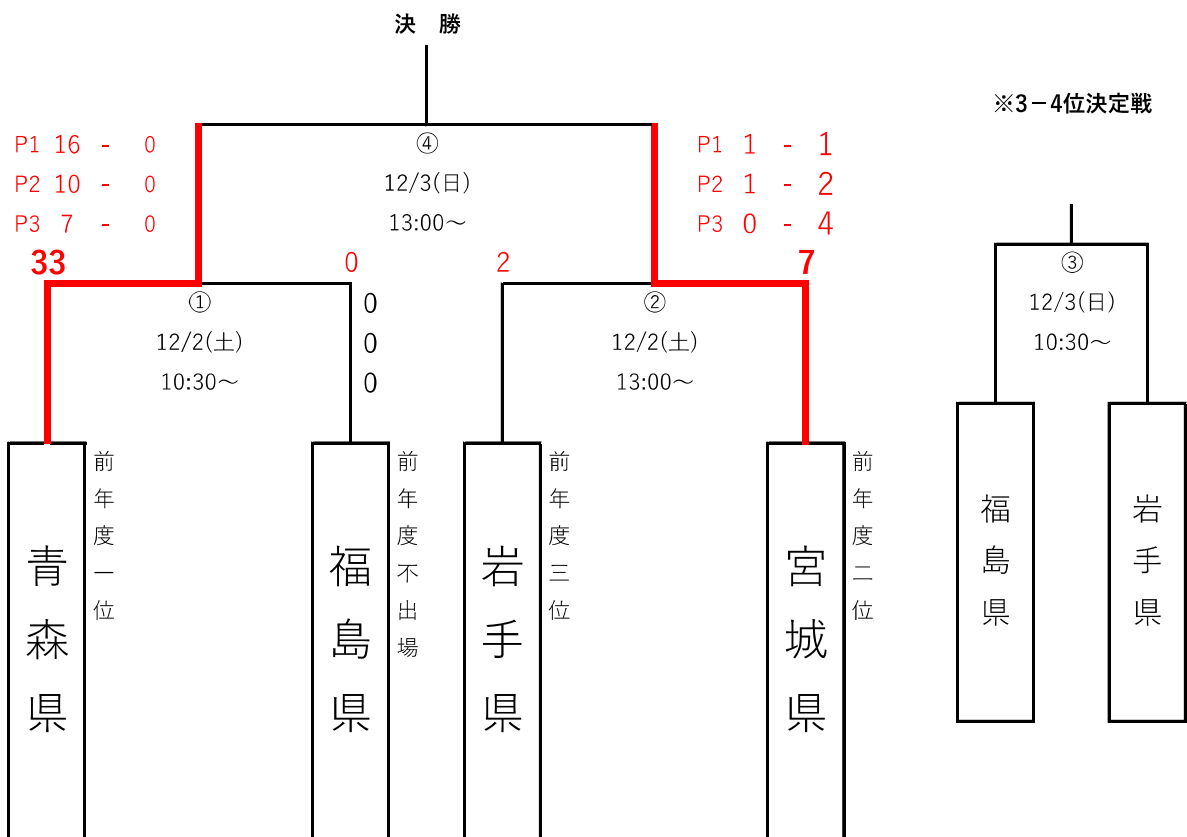 決　勝
※3－4位決定戦
P1 16 - 0
P2 10 - 0
P3 7 - 0
33
0
④
12/3(日)
13:00～
P1 1 - 1
P2 1 - 2
P3 0 - 4
2
7
①
12/2(土)
10:30～
0
0
0
②
12/2(土)
13:00～
③
12/3(日)
10:30～
青森県
前年度一位
福島県
前年度不出場
岩手県
前年度三位
宮城県
前年度二位
福島県
岩手県